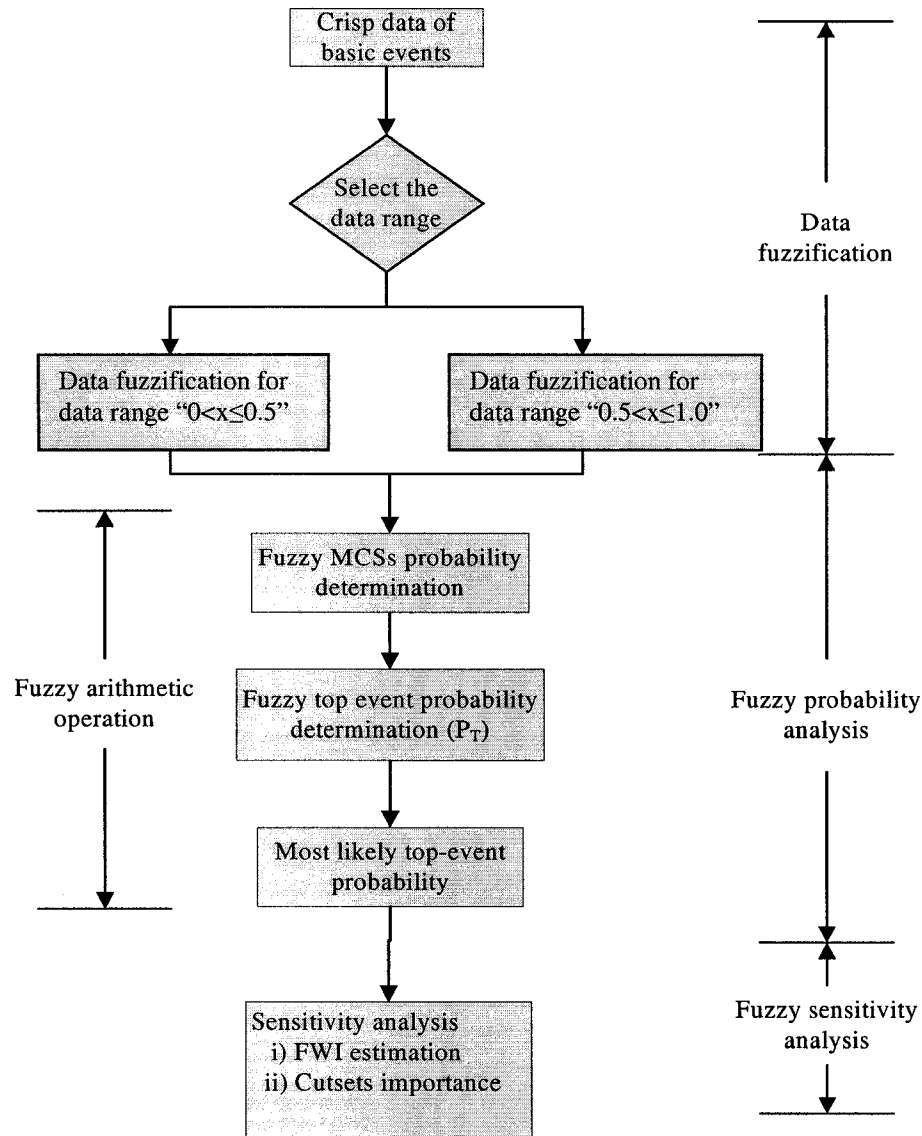 Crisp data of
basic events
Select the
data range
Data
fuzzification
Data fuzzification for
data range “0<x≤0.5”
Data fuzzification for
data range “0.5<x≤1.0”
Fuzzy MCSs probability
determination
Fuzzy arithmetic
operation
Fuzzy top event probability
determination (P_T)
Fuzzy probability
analysis
Most likely top-event
probability
Sensitivity analysis
i) FWI estimation
ii) Cutsets importance
Fuzzy sensitivity
analysis